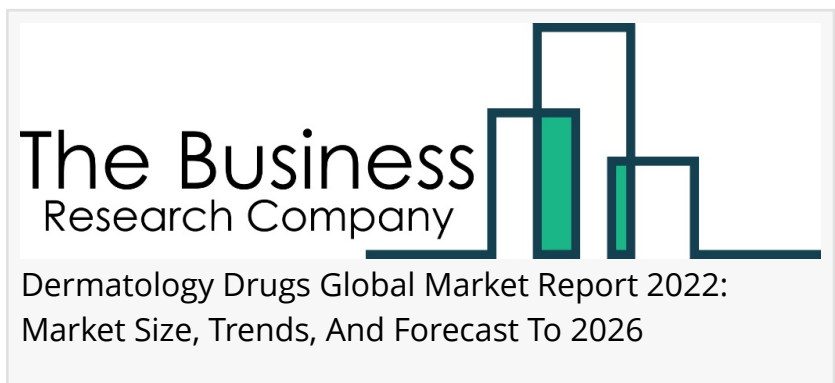 The Business
Research Company
Dermatology Drugs Global Market Report 2022:
Market Size, Trends, And Forecast To 2026